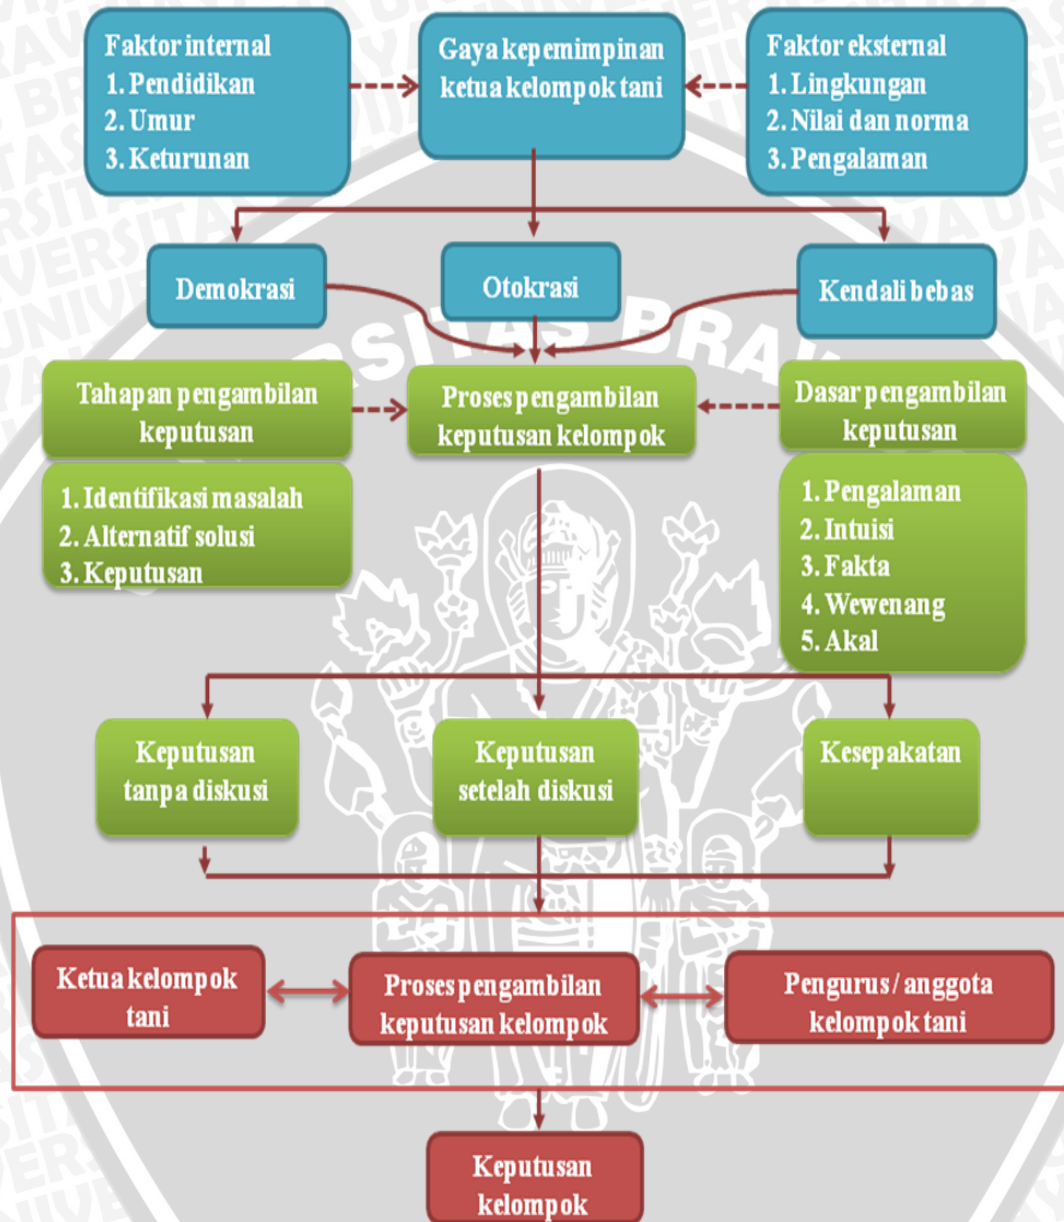 Faktor internal
1. Pendidikan
2. Umur
3. Keturunan
Gaya kepemimpinan
ketua kelompok tani
Faktor eksternal
1. Lingkungan
2. Nilai dan norma
3. Pengalaman
Demokrasi
Otokrasi
Kendali bebas
Tahapan pengambilan
keputusan
1. Identifikasi masalah
2. Alternatif solusi
3. Keputusan
Proses pengambilan
keputusan kelompok
Dasar pengambilan
keputusan
1. Pengalaman
2. Intuisi
3. Fakta
4. Wewenang
5. Akal
Keputusan
tanpa diskusi
Keputusan
setelah diskusi
Kesepakatan
Ketua kelompok
tani
Proses pengambilan
keputusan kelompok
Pengurus / anggota
kelompok tani
Keputusan
kelompok